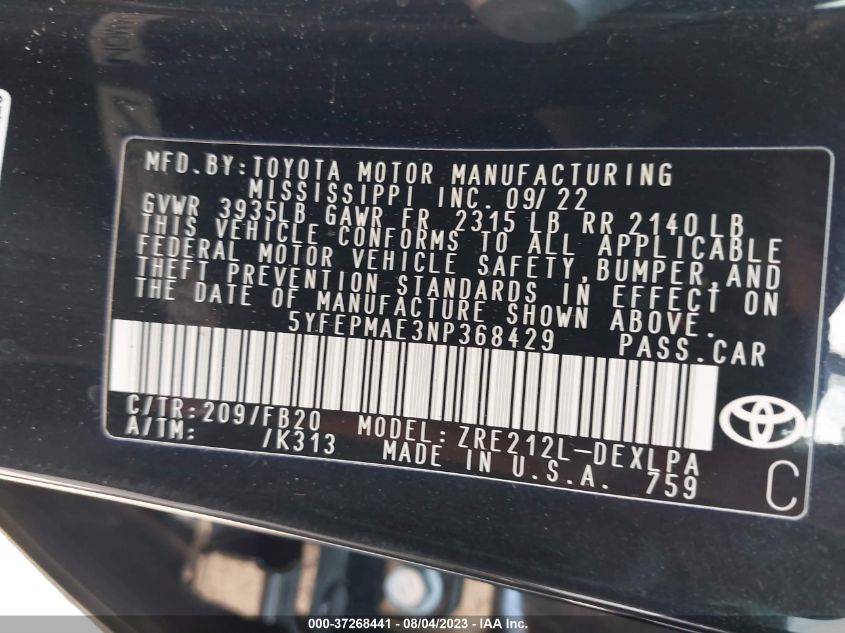 MFD.BY:TOYOTA MOTOR MANUFACTURING
MISSISSIPPI INC. 09/22
GVWR 3935LB GAWR FR 2315 LB RR 2140 LB
THIS VEHICLE CONFORMS TO ALL APPLICABLE
FEDERAL MOTOR VEHICLE SAFETY, BUMPER, AND
THEFT PREVENTION STANDARDS IN EFFECT ON
THE DATE OF MANUFACTURE SHOWN ABOVE.
5YFEPMAE3NP368429 PASS.CAR
C/TR:209/FB20 MODEL:ZRE212L-DEXLPA
A/TM: /K313 MADE IN U.S.A. 759
C
000-37268441 - 08/04/2023 - © IAA Inc.